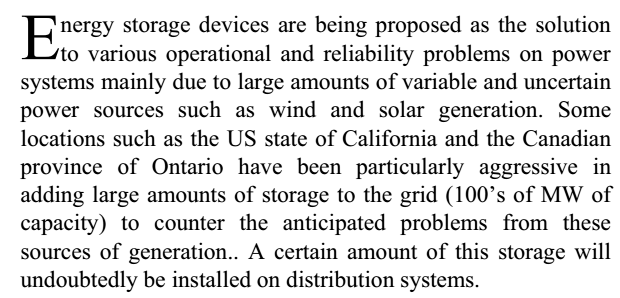 Energy storage devices are being proposed as the solution
to various operational and reliability problems on power
systems mainly due to large amounts of variable and uncertain
power sources such as wind and solar generation. Some
locations such as the US state of California and the Canadian
province of Ontario have been particularly aggressive in
adding large amounts of storage to the grid (100’s of MW of
capacity) to counter the anticipated problems from these
sources of generation.. A certain amount of this storage will
undoubtedly be installed on distribution systems.